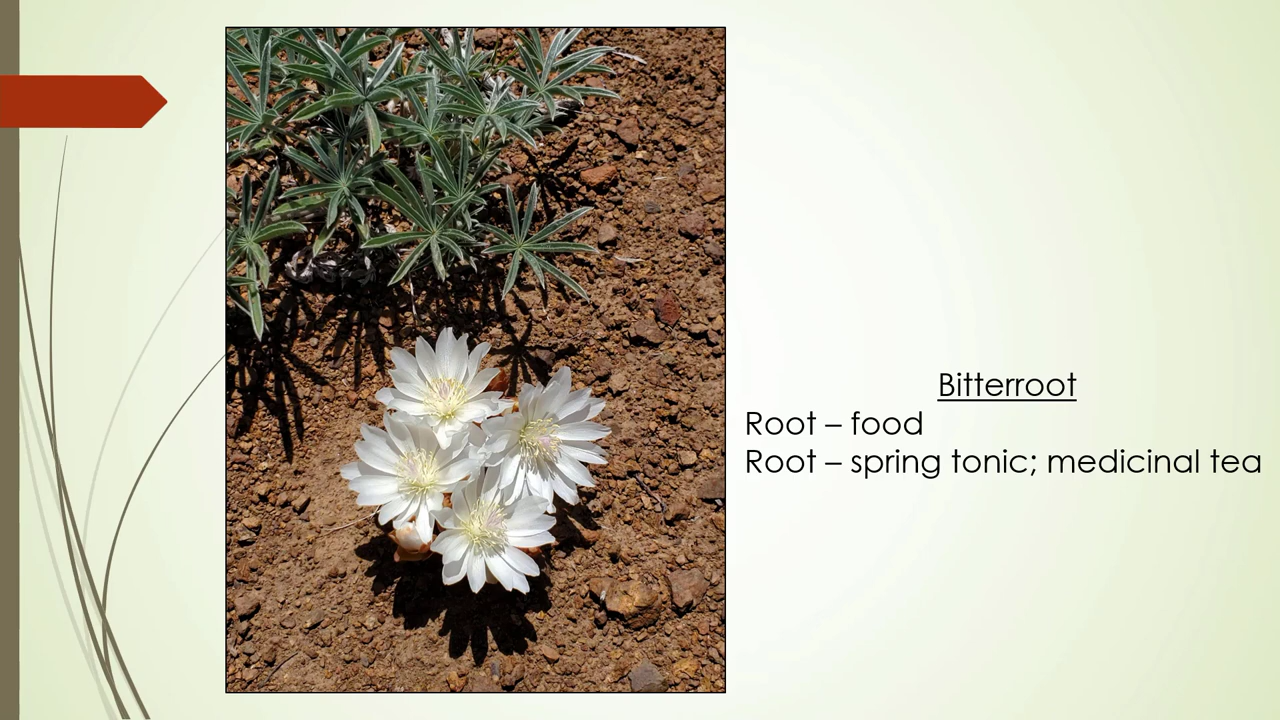 Bitterroot
Root – food
Root – spring tonic; medicinal tea